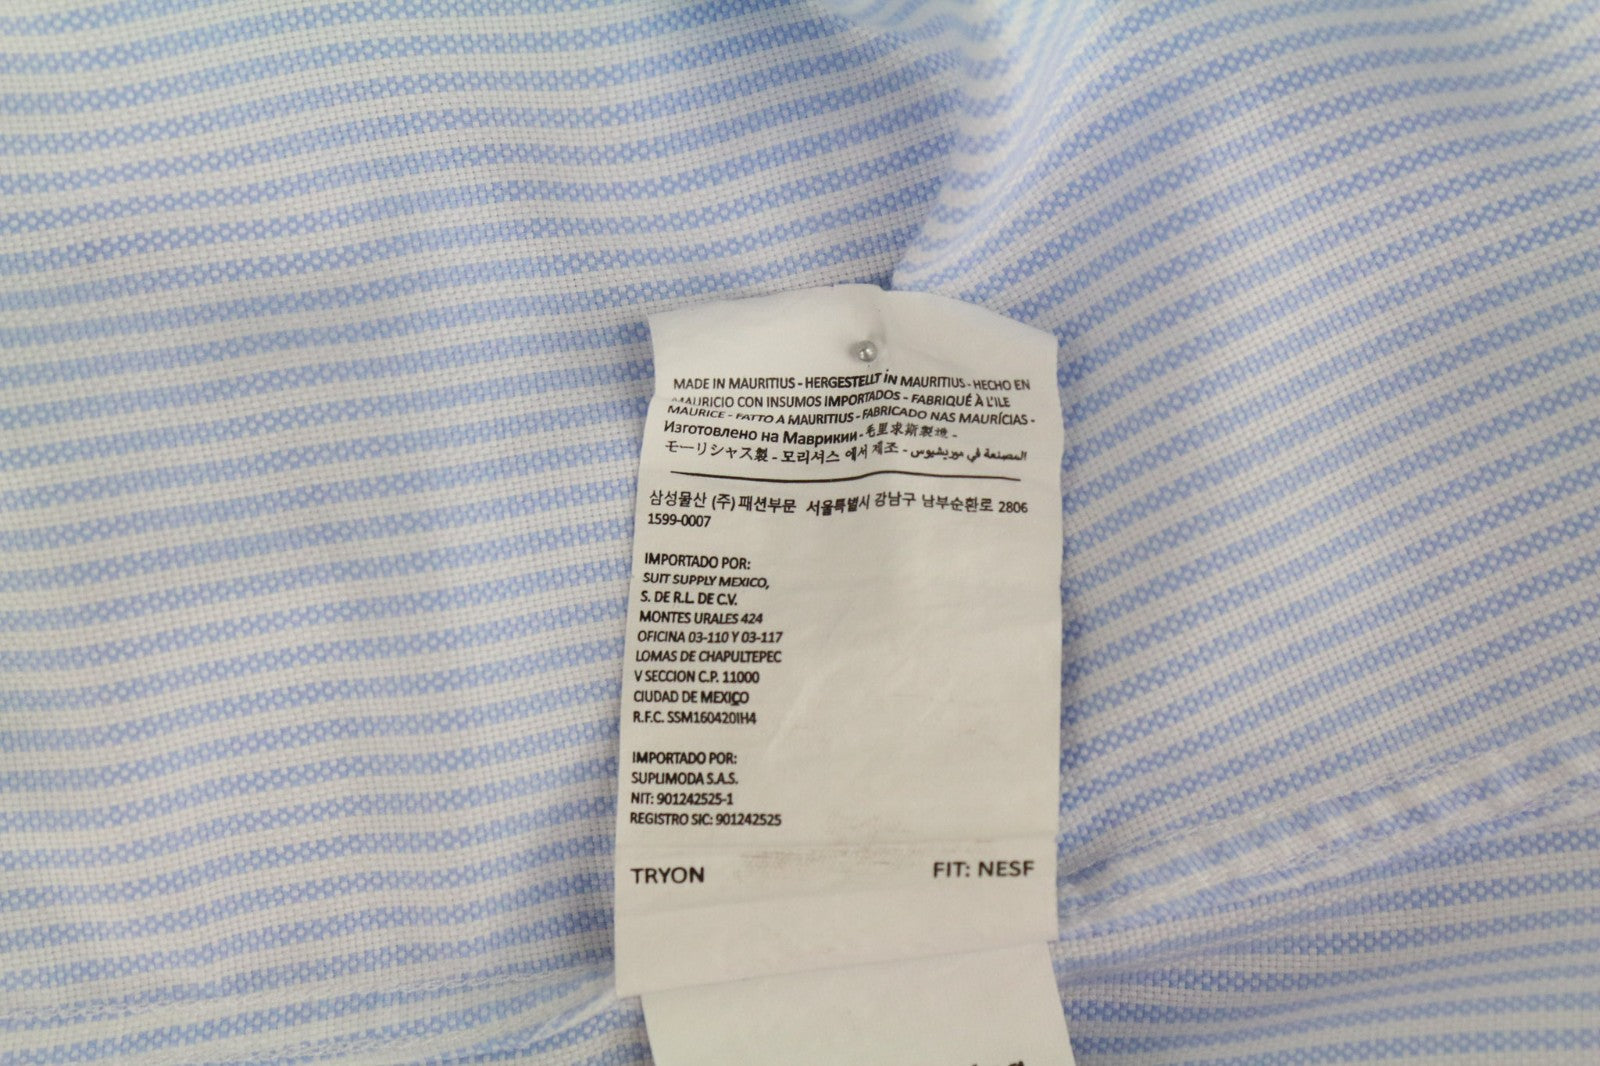 MADE IN MAURITIUS - HERGESTELLT IN MAURITIUS - HECHO EN
MAURICIO CON INSUMOS IMPORTADOS - FABRIQUÉ À L'ILE
MAURICE - FATTO A MAURITIUS - FABRICADO NAS MAURÍCIAS -
Изготовлено на Маврикии - 毛里求斯製造 -
モーリシャス製 - 모리셔스 에서 제조 - المصنعة في موريشيوس
삼성물산 (주) 패션부문 서울특별시 강남구 남부순환로 2806
1599-0007
IMPORTADO POR:
SUIT SUPPLY MEXICO,
S. DE R.L. DE C.V.
MONTES URALES 424
OFICINA 03-110 Y 03-117
LOMAS DE CHAPULTEPEC
V SECCION C.P. 11000
CIUDAD DE MEXICO
R.F.C. SSM160420IH4
IMPORTADO POR:
SUPLIMODA S.A.S.
NIT: 901242525-1
REGISTRO SIC: 901242525
TRYON FIT: NESF